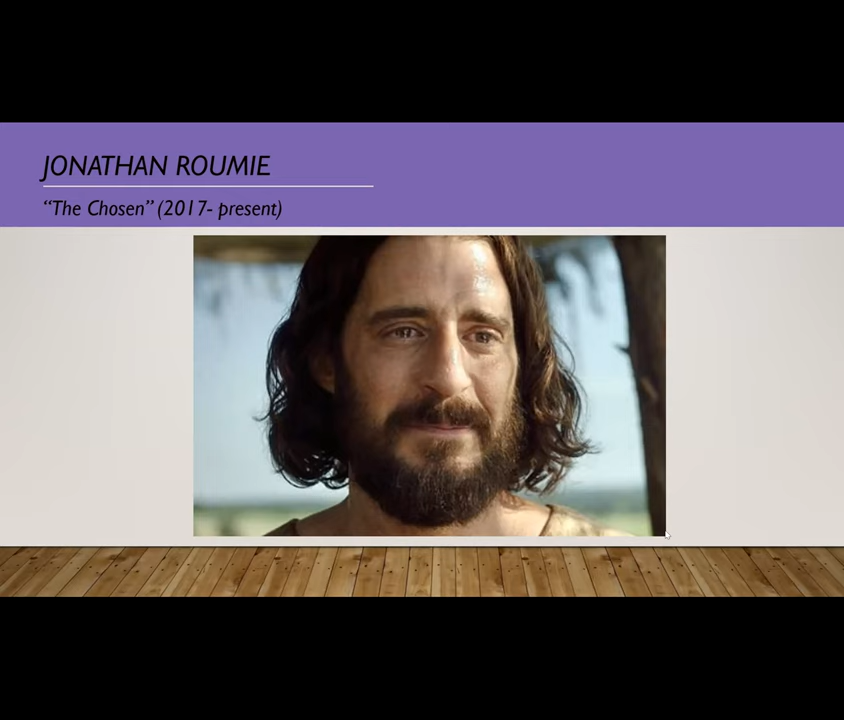 JONATHAN ROUMIE
“The Chosen” (2017- present)